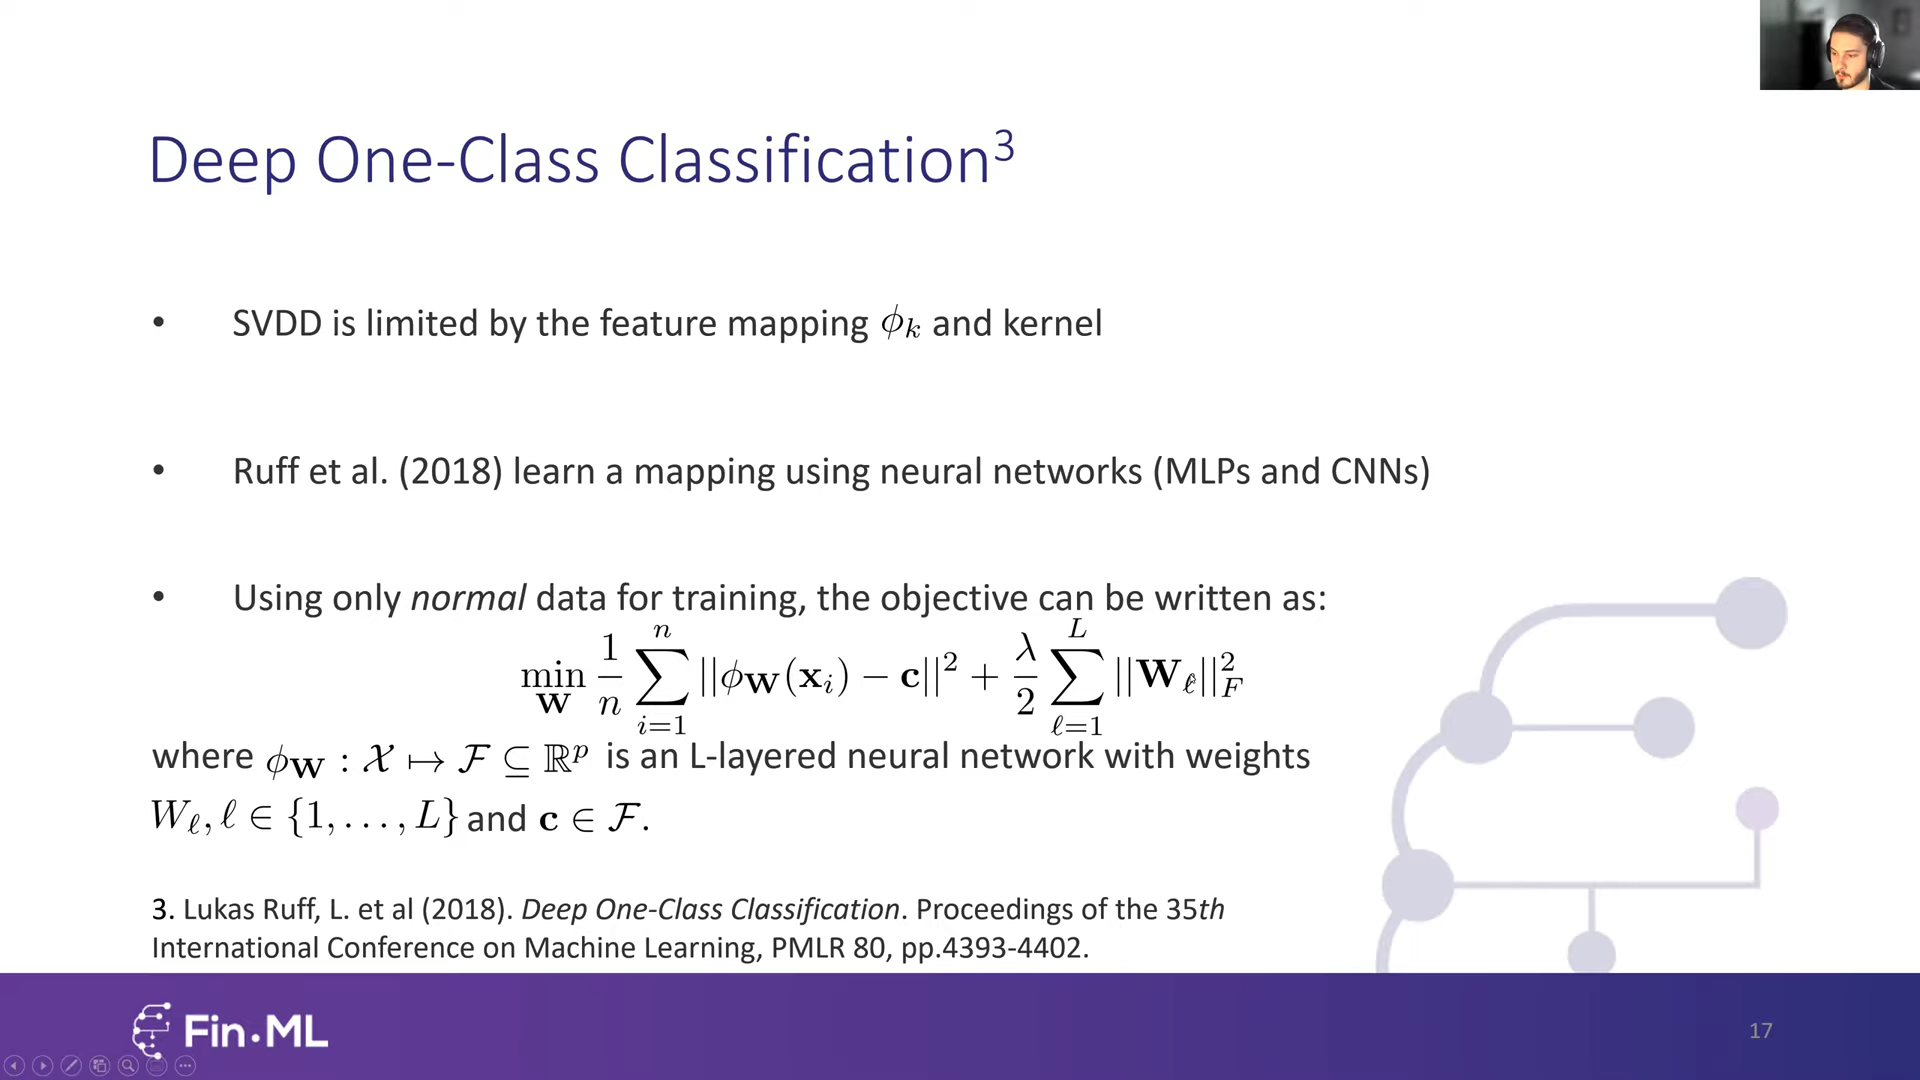 Deep One-Class Classification³
• SVDD is limited by the feature mapping ϕₖ and kernel
• Ruff et al. (2018) learn a mapping using neural networks (MLPs and CNNs)
• Using only normal data for training, the objective can be written as:
min_𝐖 1/n ∑_{i=1}^{n} ||ϕ_𝐖(𝐱ᵢ) − 𝐜||² + λ/2 ∑_{ℓ=1}^{L} ||𝐖_ℓ||²_F
where ϕ_𝐖 : 𝒳 ↦ ℱ ⊆ ℝᵖ is an L-layered neural network with weights
W_ℓ, ℓ ∈ {1, . . . , L} and 𝐜 ∈ ℱ.
3. Lukas Ruff, L. et al (2018). Deep One-Class Classification. Proceedings of the 35th
International Conference on Machine Learning, PMLR 80, pp.4393-4402.
Fin·ML
17